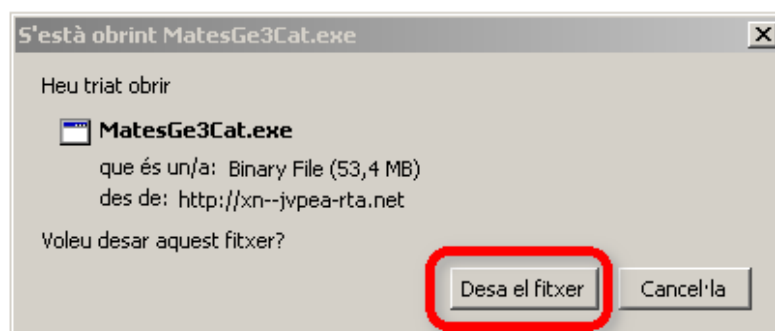 S'està obrint MatesGe3Cat.exe
Heu triat obrir
MatesGe3Cat.exe
que és un/a: Binary File (53,4 MB)
des de: http://xn--jvpea-rta.net
Voleu desar aquest fitxer?
Desa el fitxer Cancel·la